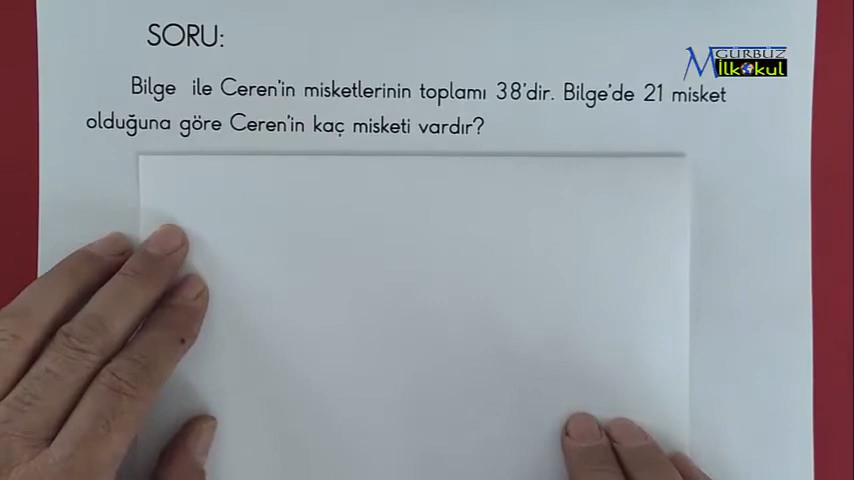 SORU:
GÜRBÜZ
M İlkokul
Bilge ile Ceren'in misketlerinin toplamı 38'dir. Bilge'de 21 misket
olduğuna göre Ceren'in kaç misketi vardır?